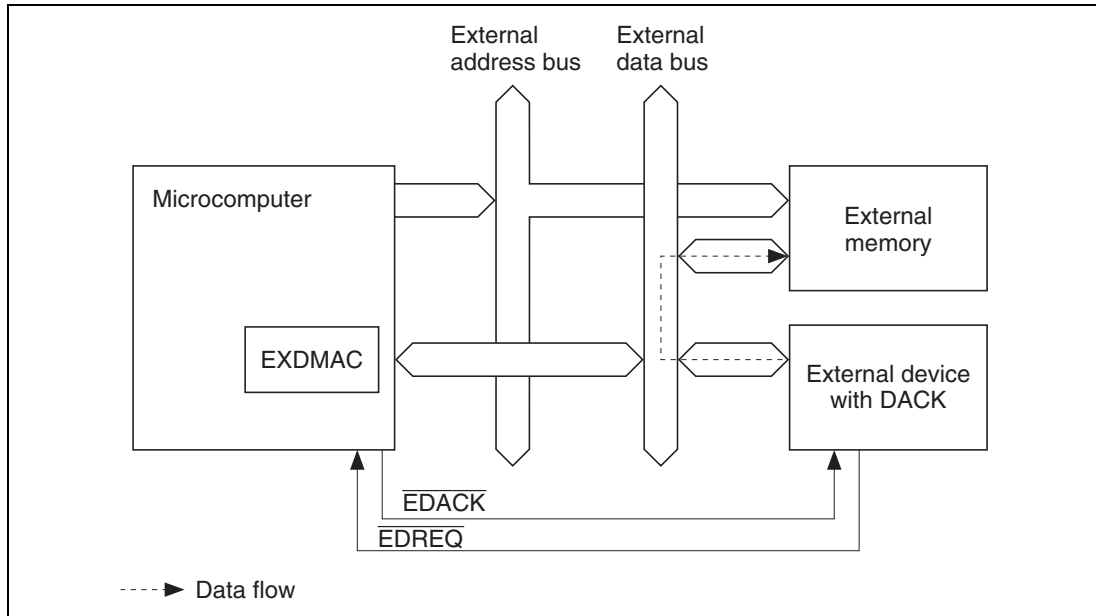 External
address bus
External
data bus
Microcomputer
External
memory
EXDMAC
External device
with DACK
EDACK
EDREQ
Data flow